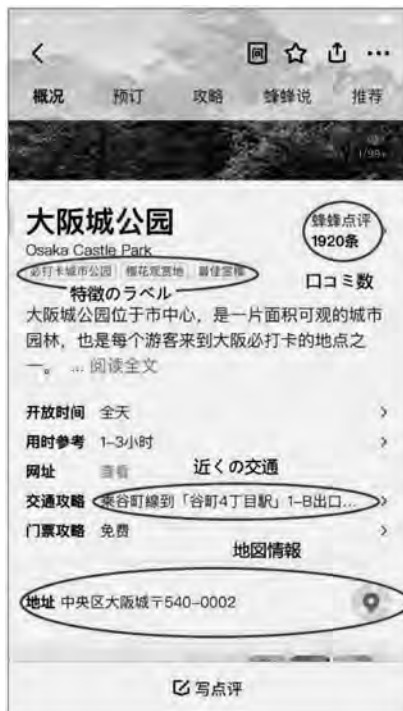 问
概况 预订 攻略 蜂蜂说 推荐
1/99+
大阪城公园
蜂蜂点评
1920条
Osaka Castle Park
必打卡城市公园 樱花观赏地 最佳赏樱
特徴のラベル
口コミ数
大阪城公园位于市中心，是一片面积可观的城市
园林，也是每个游客来到大阪必打卡的地点之
一。 ... 阅读全文
开放时间 全天
用时参考 1-3小时
网址 查看
近くの交通
交通攻略 乘谷町線到「谷町4丁目駅」1-B出口...
门票攻略 免费
地図情報
地址 中央区大阪城〒540-0002
写点评